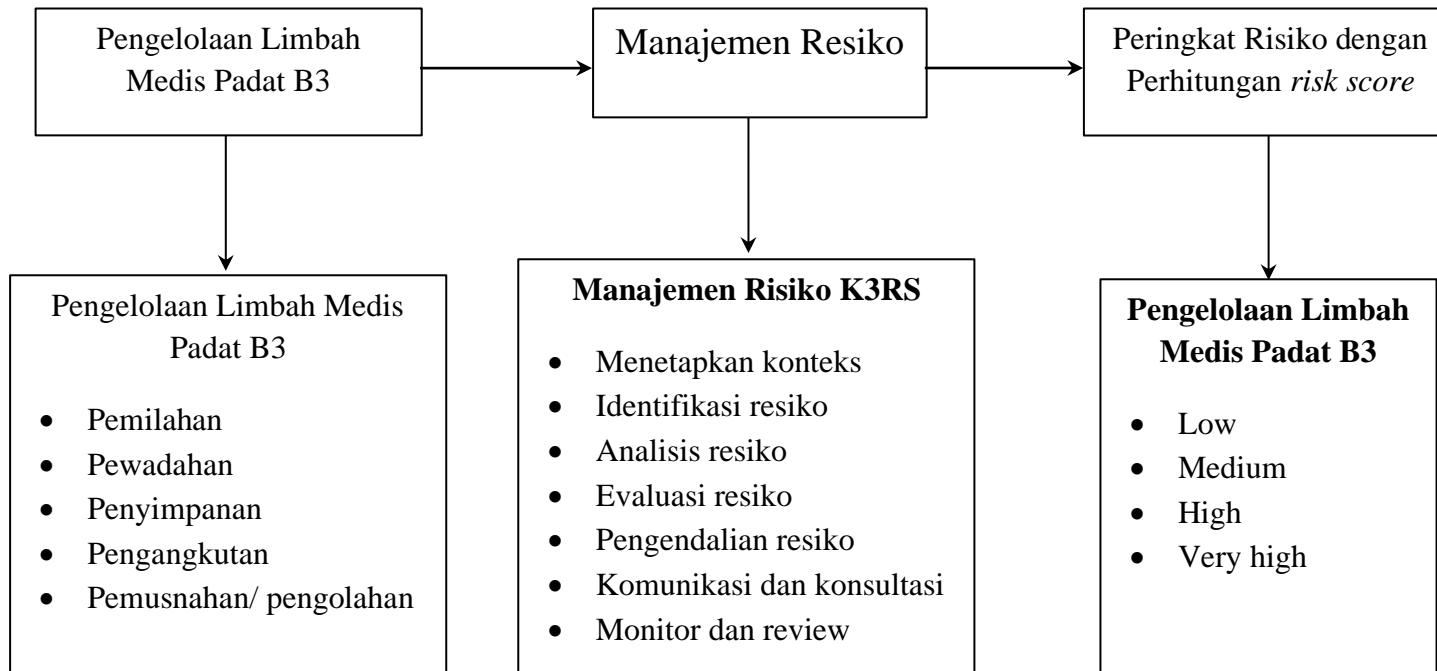 Pengelolaan Limbah
Medis Padat B3
Manajemen Resiko
Peringkat Risiko dengan
Perhitungan risk score
Pengelolaan Limbah Medis
Padat B3
• Pemilahan
• Pewadahan
• Penyimpanan
• Pengangkutan
• Pemusnahan/ pengolahan
Manajemen Risiko K3RS
• Menetapkan konteks
• Identifikasi resiko
• Analisis resiko
• Evaluasi resiko
• Pengendalian resiko
• Komunikasi dan konsultasi
• Monitor dan review
Pengelolaan Limbah
Medis Padat B3
• Low
• Medium
• High
• Very high